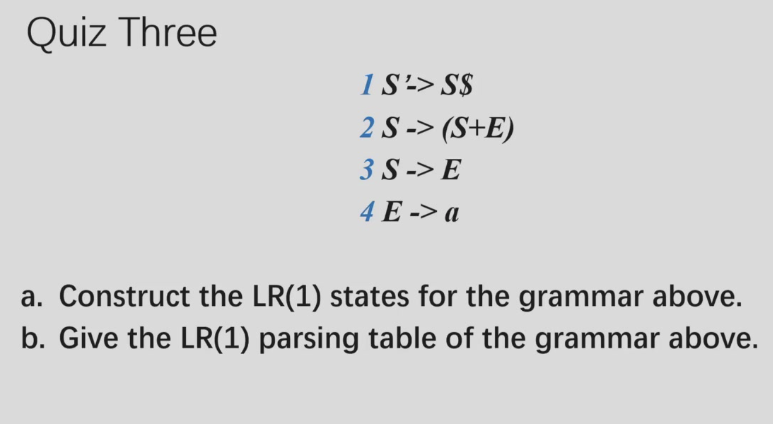 Quiz Three
1 S'-> S$
2 S -> (S+E)
3 S -> E
4 E -> a
a. Construct the LR(1) states for the grammar above.
b. Give the LR(1) parsing table of the grammar above.